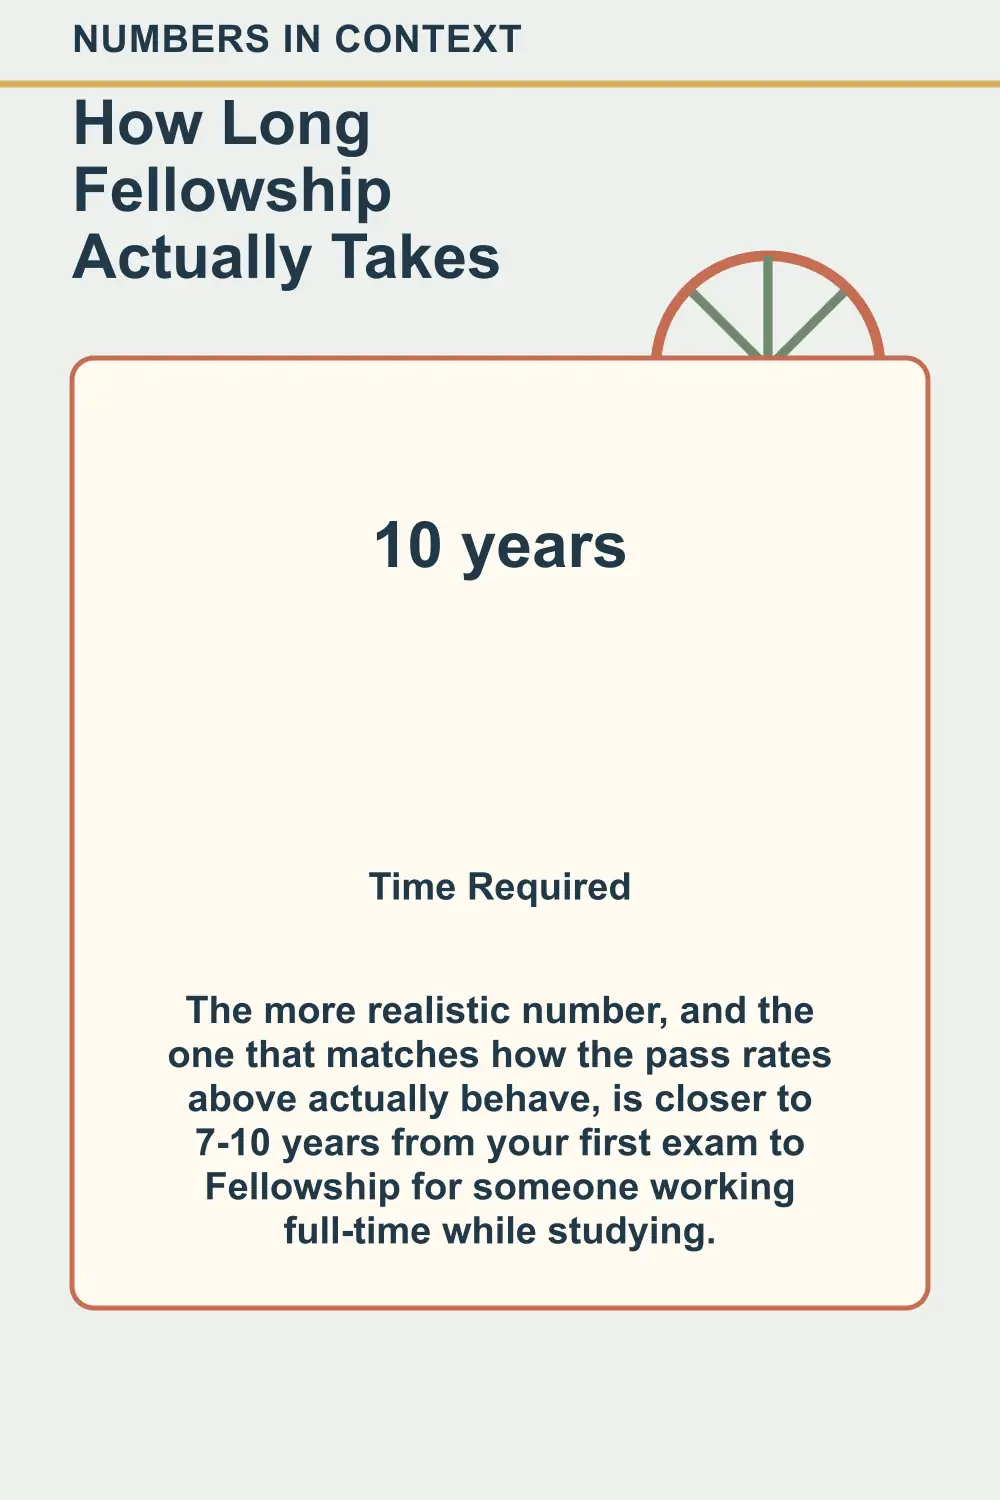 NUMBERS IN CONTEXT
How Long
Fellowship
Actually Takes
10 years
Time Required
The more realistic number, and the
one that matches how the pass rates
above actually behave, is closer to
7-10 years from your first exam to
Fellowship for someone working
full-time while studying.